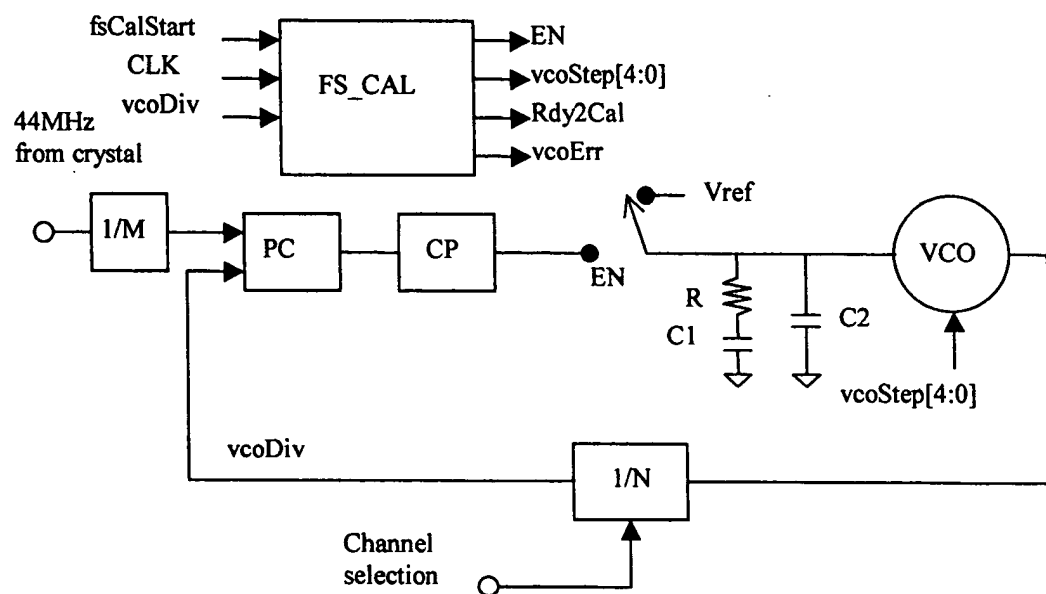 fsCalStart
CLK
vcoDiv
FS_CAL
EN
vcoStep[4:0]
Rdy2Cal
vcoErr
44MHz
from crystal
1/M
PC
CP
EN
Vref
VCO
R
C1
C2
vcoStep[4:0]
vcoDiv
1/N
Channel
selection